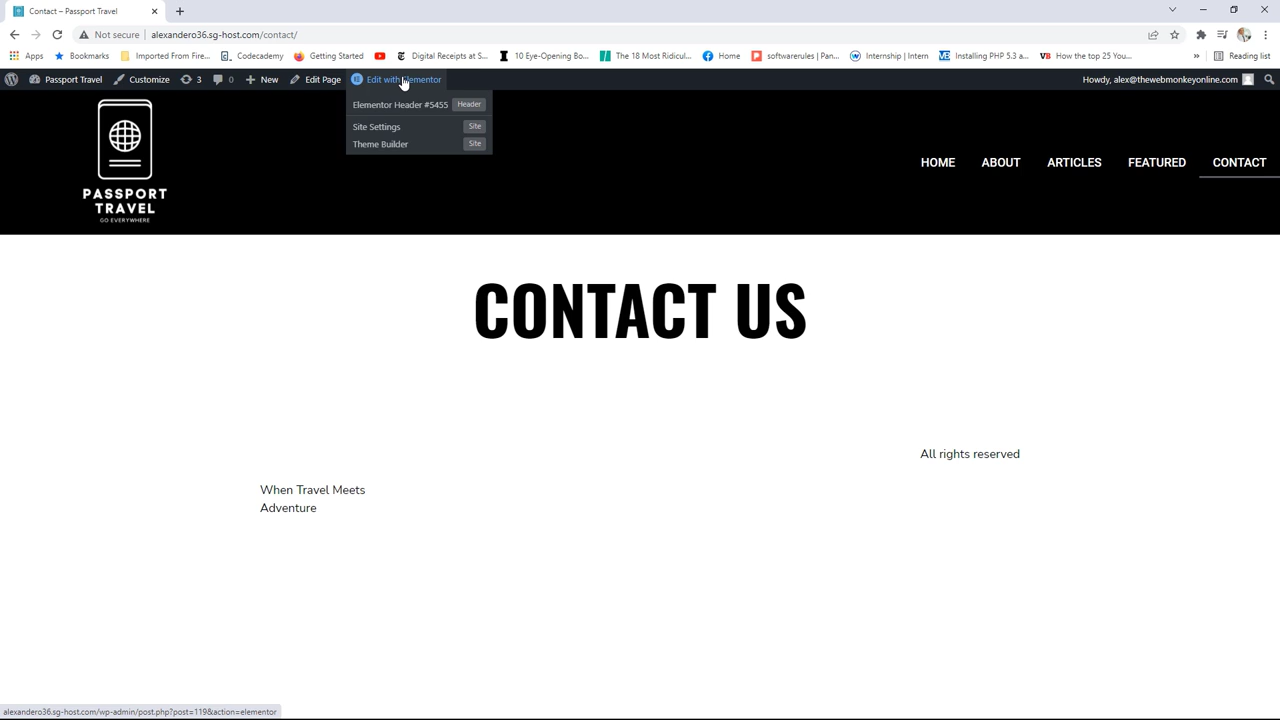 Contact – Passport Travel
Not secure | alexandero36.sg-host.com/contact/
Apps Bookmarks Imported From Fire... Codecademy Getting Started Digital Receipts at S... 10 Eye-Opening Bo... The 18 Most Ridicul... Home softwarerules | Pan... Internship | Intern Installing PHP 5.3 a... How the top 25 You... » Reading list
Passport Travel Customize 3 0 New Edit Page Edit with Elementor Howdy, alex@thewebmonkeyonline.com
Elementor Header #5455 Header
Site Settings Site
Theme Builder Site
PASSPORT
TRAVEL
GO EVERYWHERE
HOME ABOUT ARTICLES FEATURED CONTACT
CONTACT US
All rights reserved
When Travel Meets
Adventure
alexandero36.sg-host.com/wp-admin/post.php?post=119&action=elementor